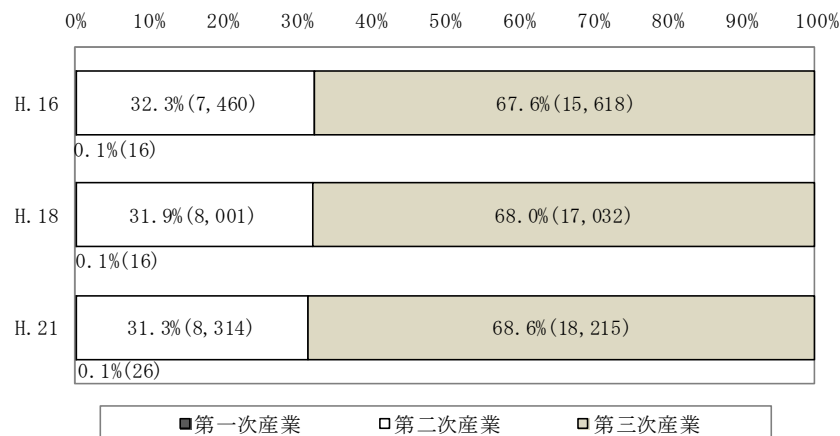 0% 10% 20% 30% 40% 50% 60% 70% 80% 90% 100%
H.16 32.3%(7,460) 67.6%(15,618)
0.1%(16)
H.18 31.9%(8,001) 68.0%(17,032)
0.1%(16)
H.21 31.3%(8,314) 68.6%(18,215)
0.1%(26)
第一次産業 第二次産業 第三次産業